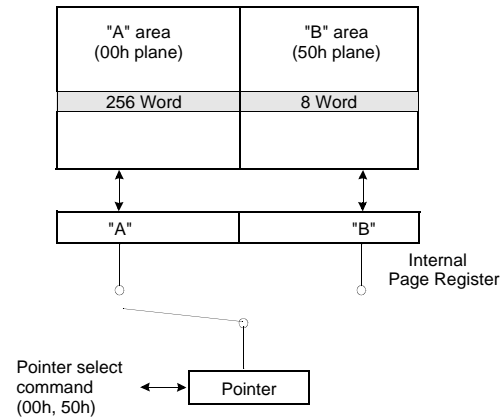 "A" area
(00h plane)
"B" area
(50h plane)
256 Word
8 Word
"A"
"B"
Internal
Page Register
Pointer select
command
(00h, 50h)
Pointer